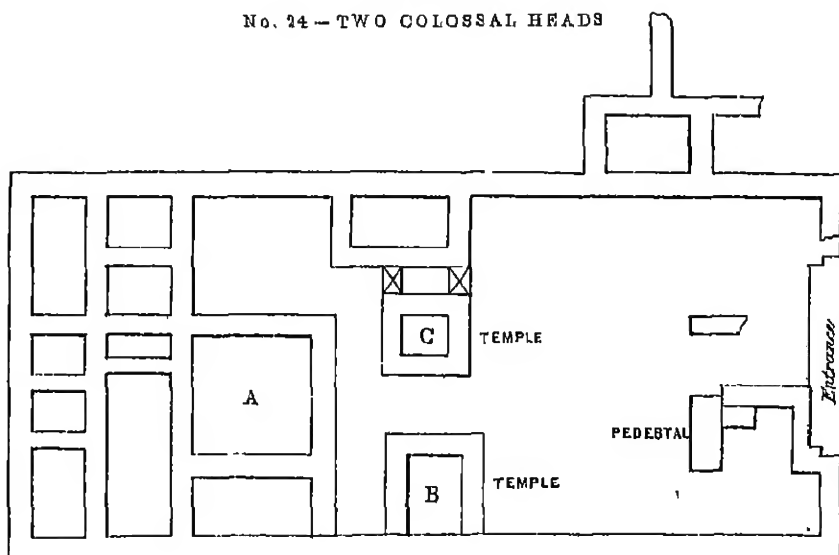 No. 24 — TWO COLOSSAL HEADS
C
TEMPLE
Entrance
A
PEDESTAL
B
TEMPLE